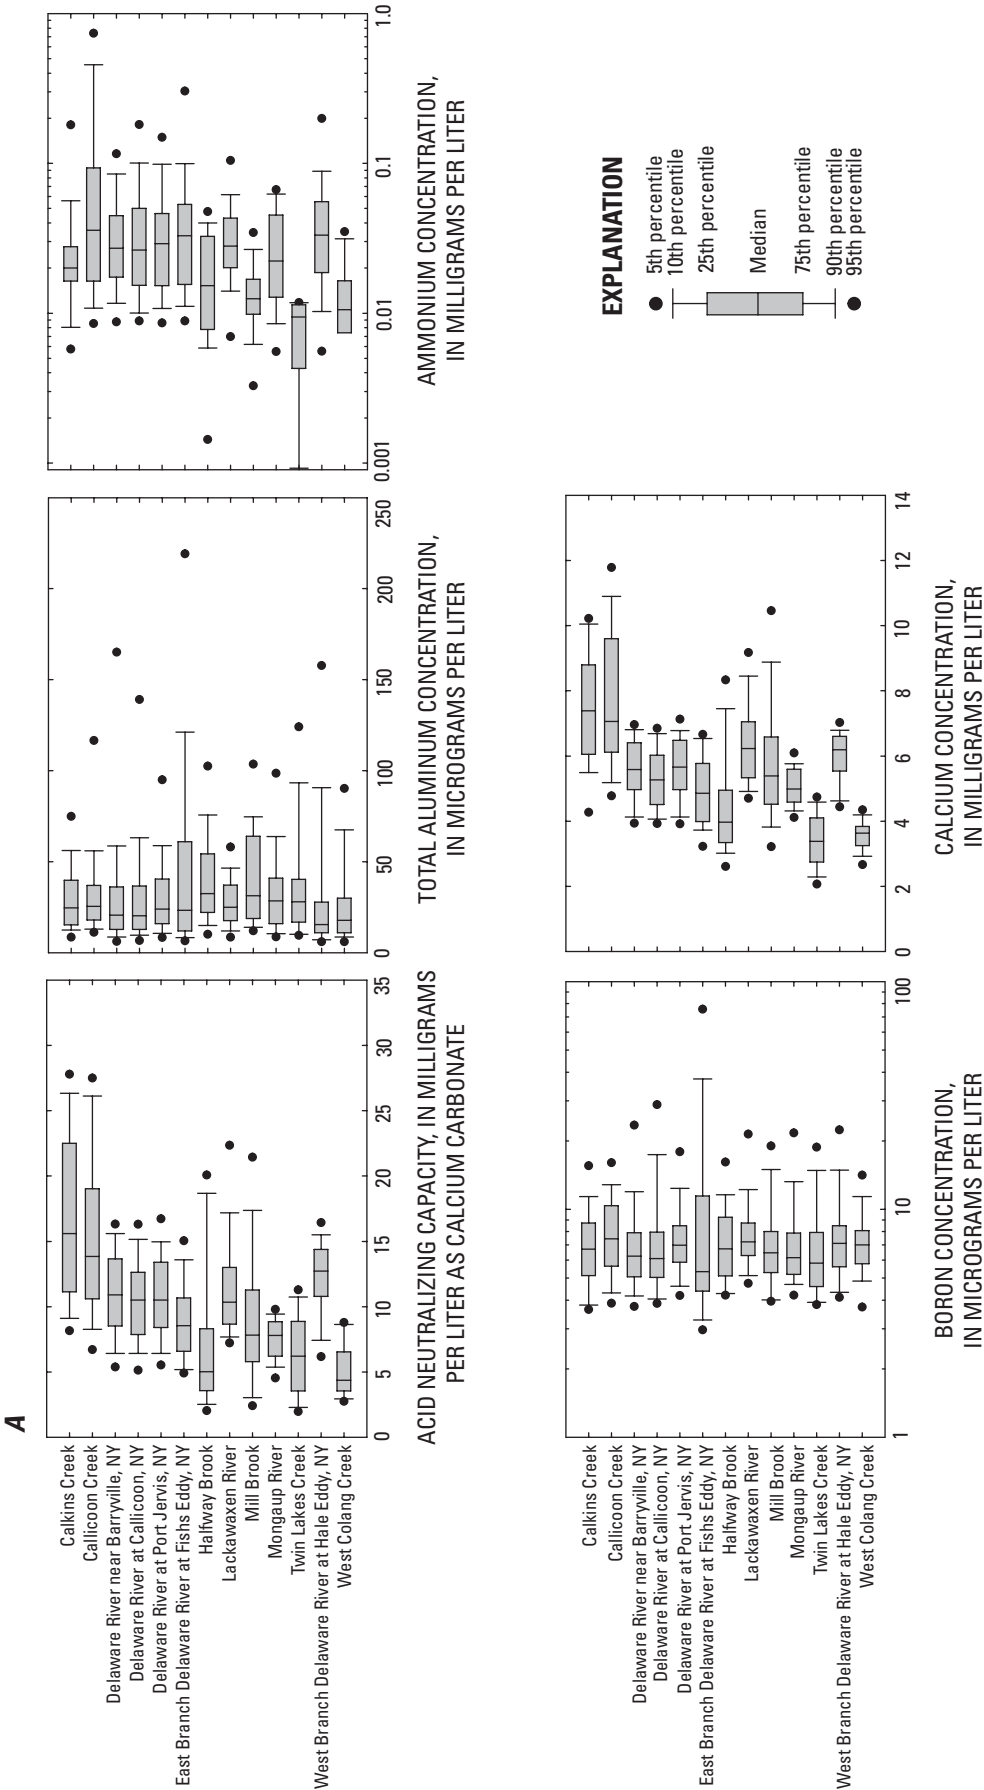 A
Calkins Creek
Callicoon Creek
Delaware River near Barryville, NY
Delaware River at Callicoon, NY
Delaware River at Port Jervis, NY
East Branch Delaware River at Fishs Eddy, NY
Halfway Brook
Lackawaxen River
Mill Brook
Mongaup River
Twin Lakes Creek
West Branch Delaware River at Hale Eddy, NY
West Colang Creek
0 5 10 15 20 25 30 35
ACID NEUTRALIZING CAPACITY, IN MILLIGRAMS
PER LITER AS CALCIUM CARBONATE
0 50 100 150 200 250
TOTAL ALUMINUM CONCENTRATION,
IN MICROGRAMS PER LITER
0.001 0.01 0.1 1.0
AMMONIUM CONCENTRATION,
IN MILLIGRAMS PER LITER
Calkins Creek
Callicoon Creek
Delaware River near Barryville, NY
Delaware River at Callicoon, NY
Delaware River at Port Jervis, NY
East Branch Delaware River at Fishs Eddy, NY
Halfway Brook
Lackawaxen River
Mill Brook
Mongaup River
Twin Lakes Creek
West Branch Delaware River at Hale Eddy, NY
West Colang Creek
1 10 100
BORON CONCENTRATION,
IN MICROGRAMS PER LITER
0 2 4 6 8 10 12 14
CALCIUM CONCENTRATION,
IN MILLIGRAMS PER LITER
EXPLANATION
5th percentile
10th percentile
25th percentile
Median
75th percentile
90th percentile
95th percentile